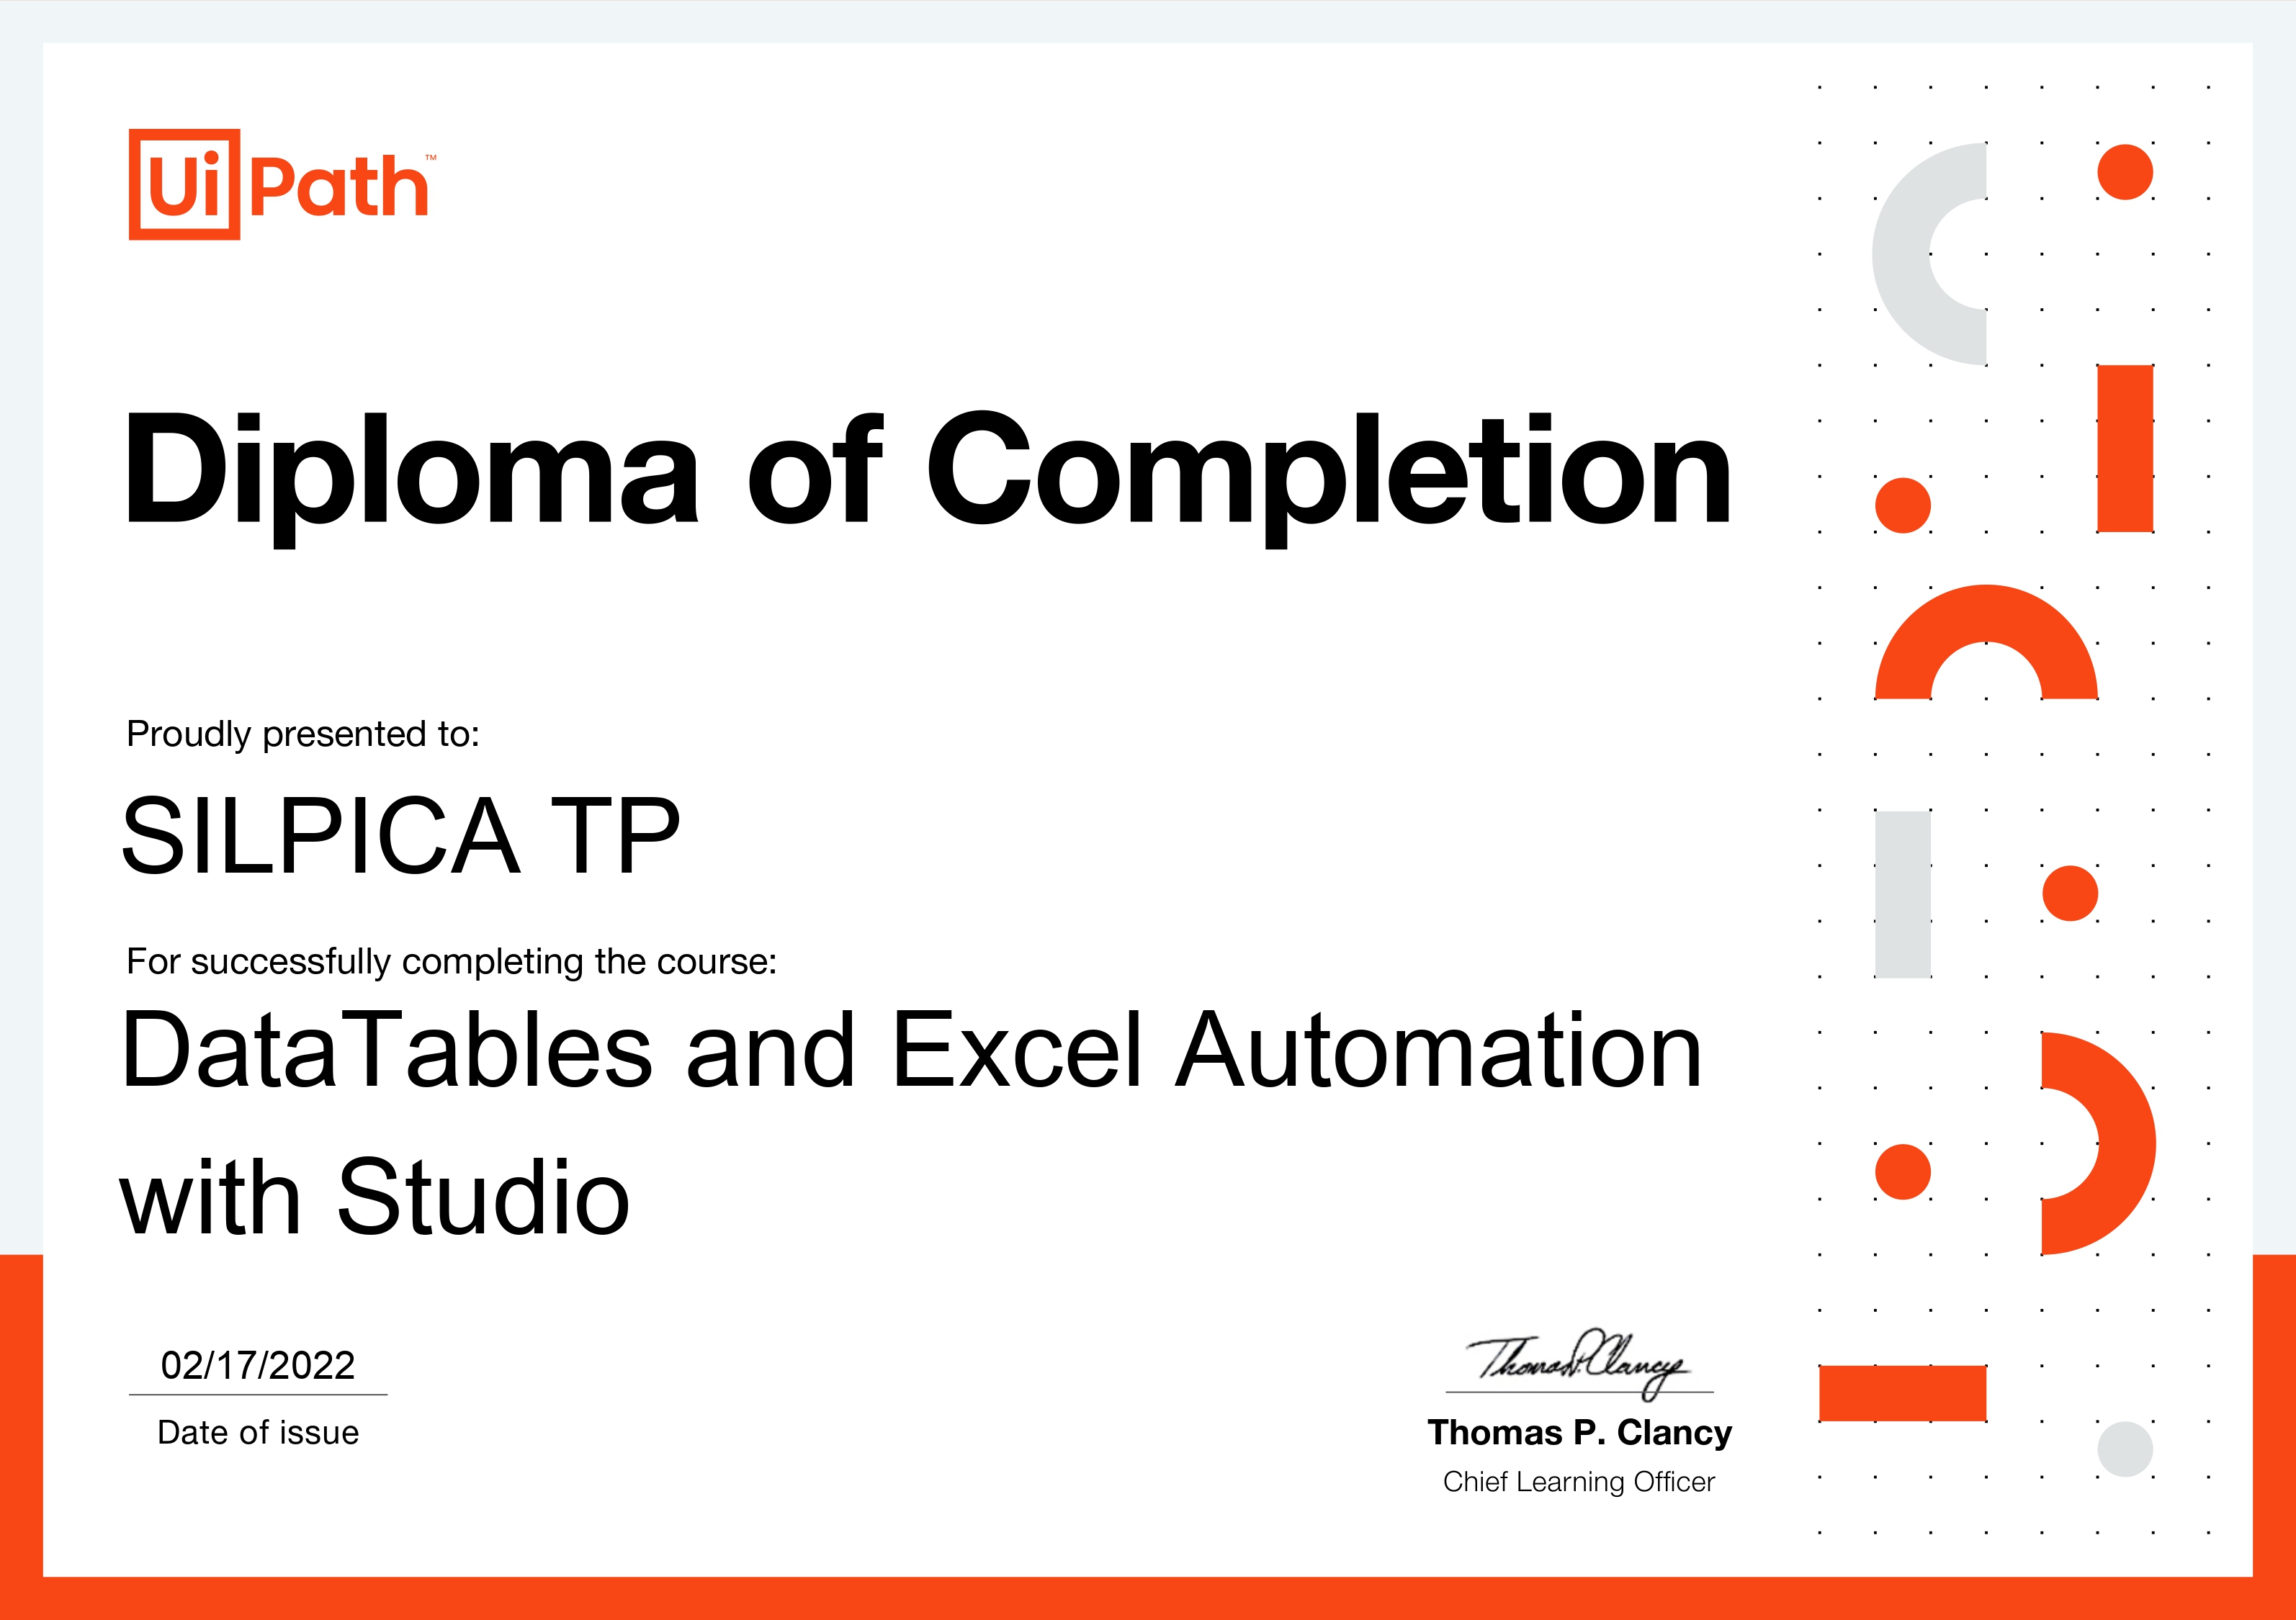 UiPath™
Diploma of Completion
Proudly presented to:
SILPICA TP
For successfully completing the course:
DataTables and Excel Automation
with Studio
02/17/2022
Date of issue
Thomas P. Clancy
Thomas P. Clancy
Chief Learning Officer